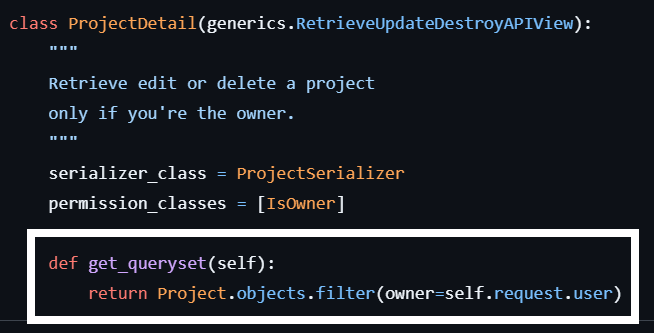 class ProjectDetail(generics.RetrieveUpdateDestroyAPIView):
    """
    Retrieve edit or delete a project
    only if you're the owner.
    """
    serializer_class = ProjectSerializer
    permission_classes = [IsOwner]
    def get_queryset(self):
        return Project.objects.filter(owner=self.request.user)